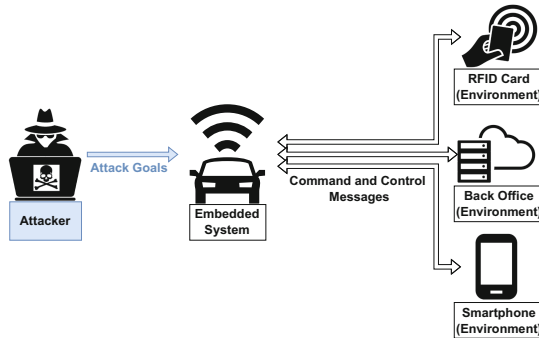 RFID Card
(Environment)
Attack Goals
Attacker
Embedded
System
Command and Control
Messages
Back Office
(Environment)
Smartphone
(Environment)